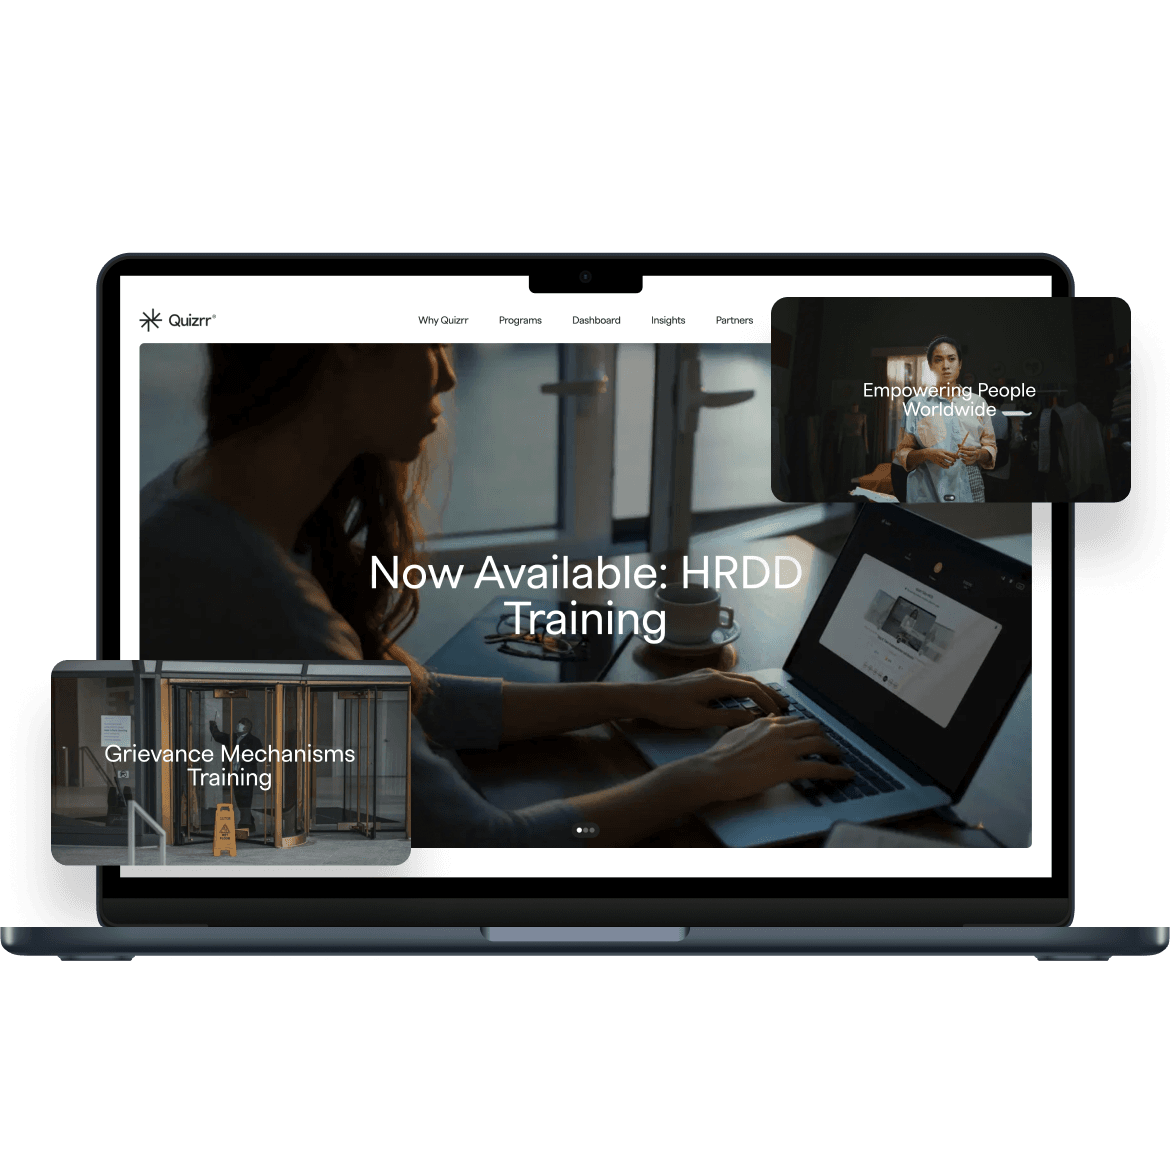 Quizrr®
Why Quizrr
Programs
Dashboard
Insights
Partners
Empowering People
Worldwide
Now Available: HRDD
Training
Grievance Mechanisms
Training